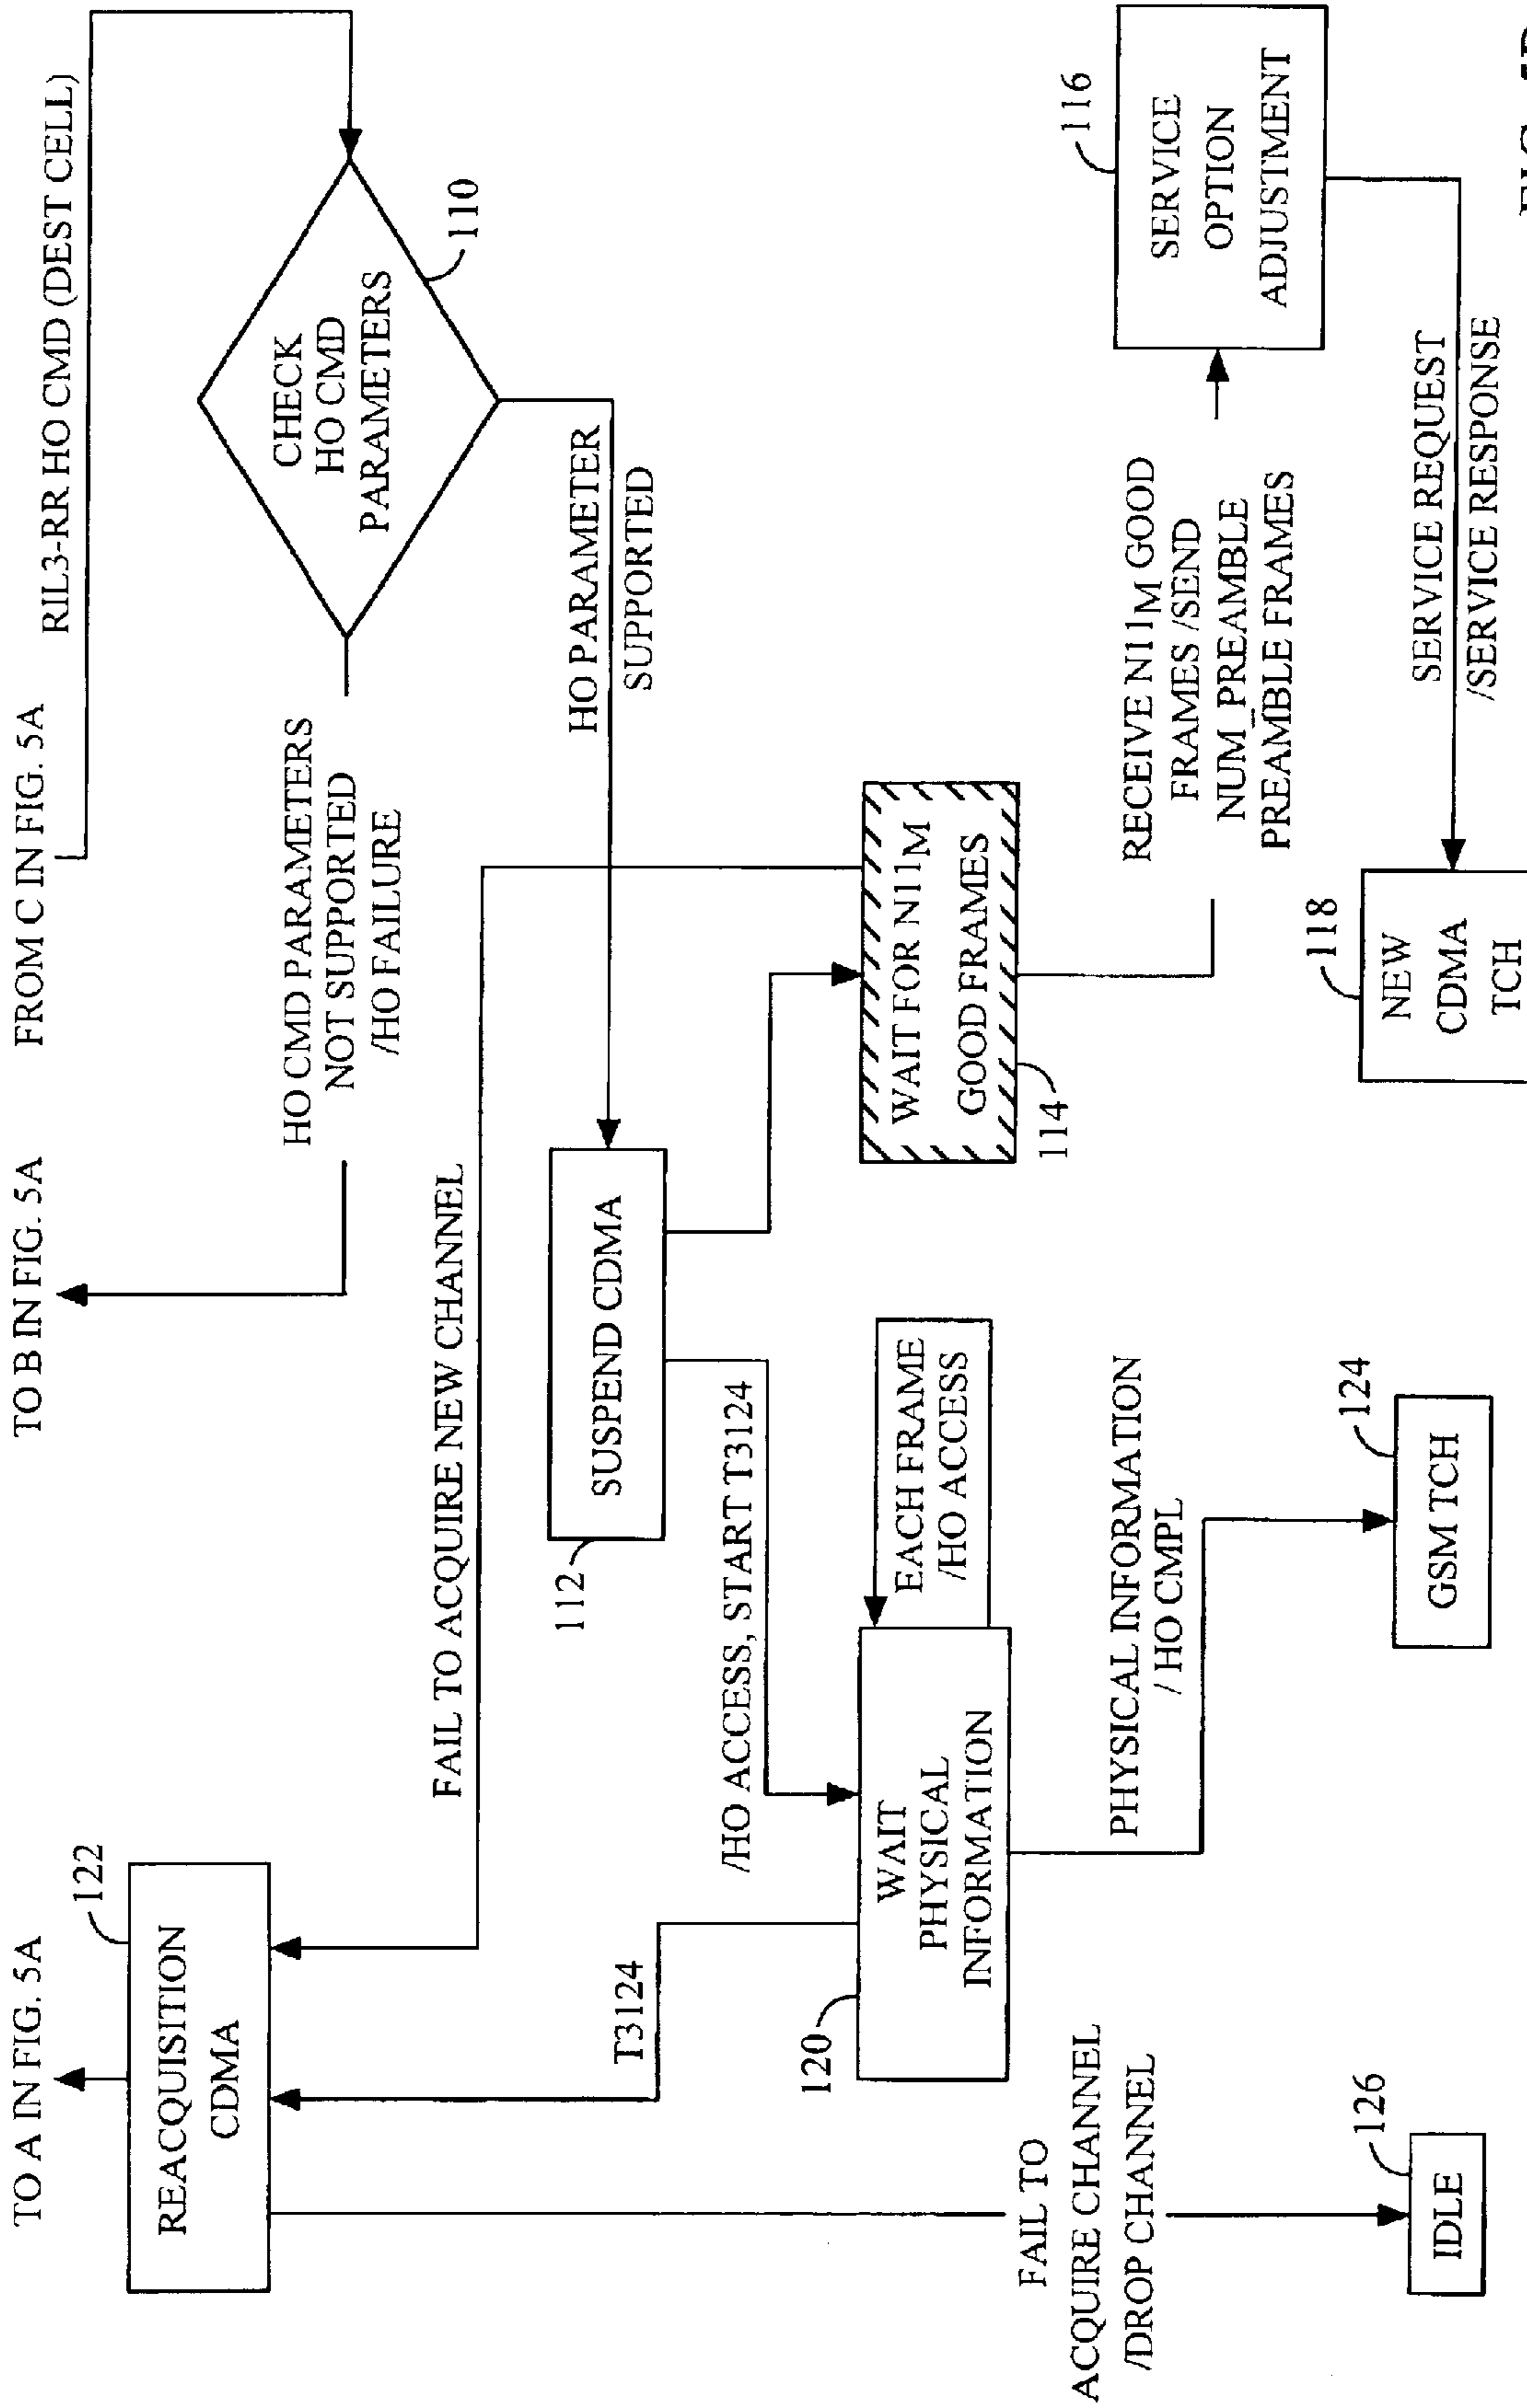 TO A IN FIG. 5A
TO B IN FIG. 5A
FROM C IN FIG. 5A
RIL3-RR HO CMD (DEST CELL)
122
REACQUISITION
CDMA
HO CMD PARAMETERS
NOT SUPPORTED
/HO FAILURE
CHECK
HO CMD
PARAMETERS
110
FAIL TO ACQUIRE NEW CHANNEL
HO PARAMETER
SUPPORTED
112
SUSPEND CDMA
T3124
/HO ACCESS, START T3124
120
WAIT
PHYSICAL
INFORMATION
EACH FRAME
/HO ACCESS
WAIT FOR N11M
GOOD FRAMES
114
RECEIVE N11M GOOD
FRAMES /SEND
NUM_PREAMBLE
PREAMBLE FRAMES
116
SERVICE
OPTION
ADJUSTMENT
FAIL TO
ACQUIRE CHANNEL
/DROP CHANNEL
PHYSICAL INFORMATION
/ HO CMPL
126
IDLE
124
GSM TCH
118
NEW
CDMA
TCH
SERVICE REQUEST
/SERVICE RESPONSE